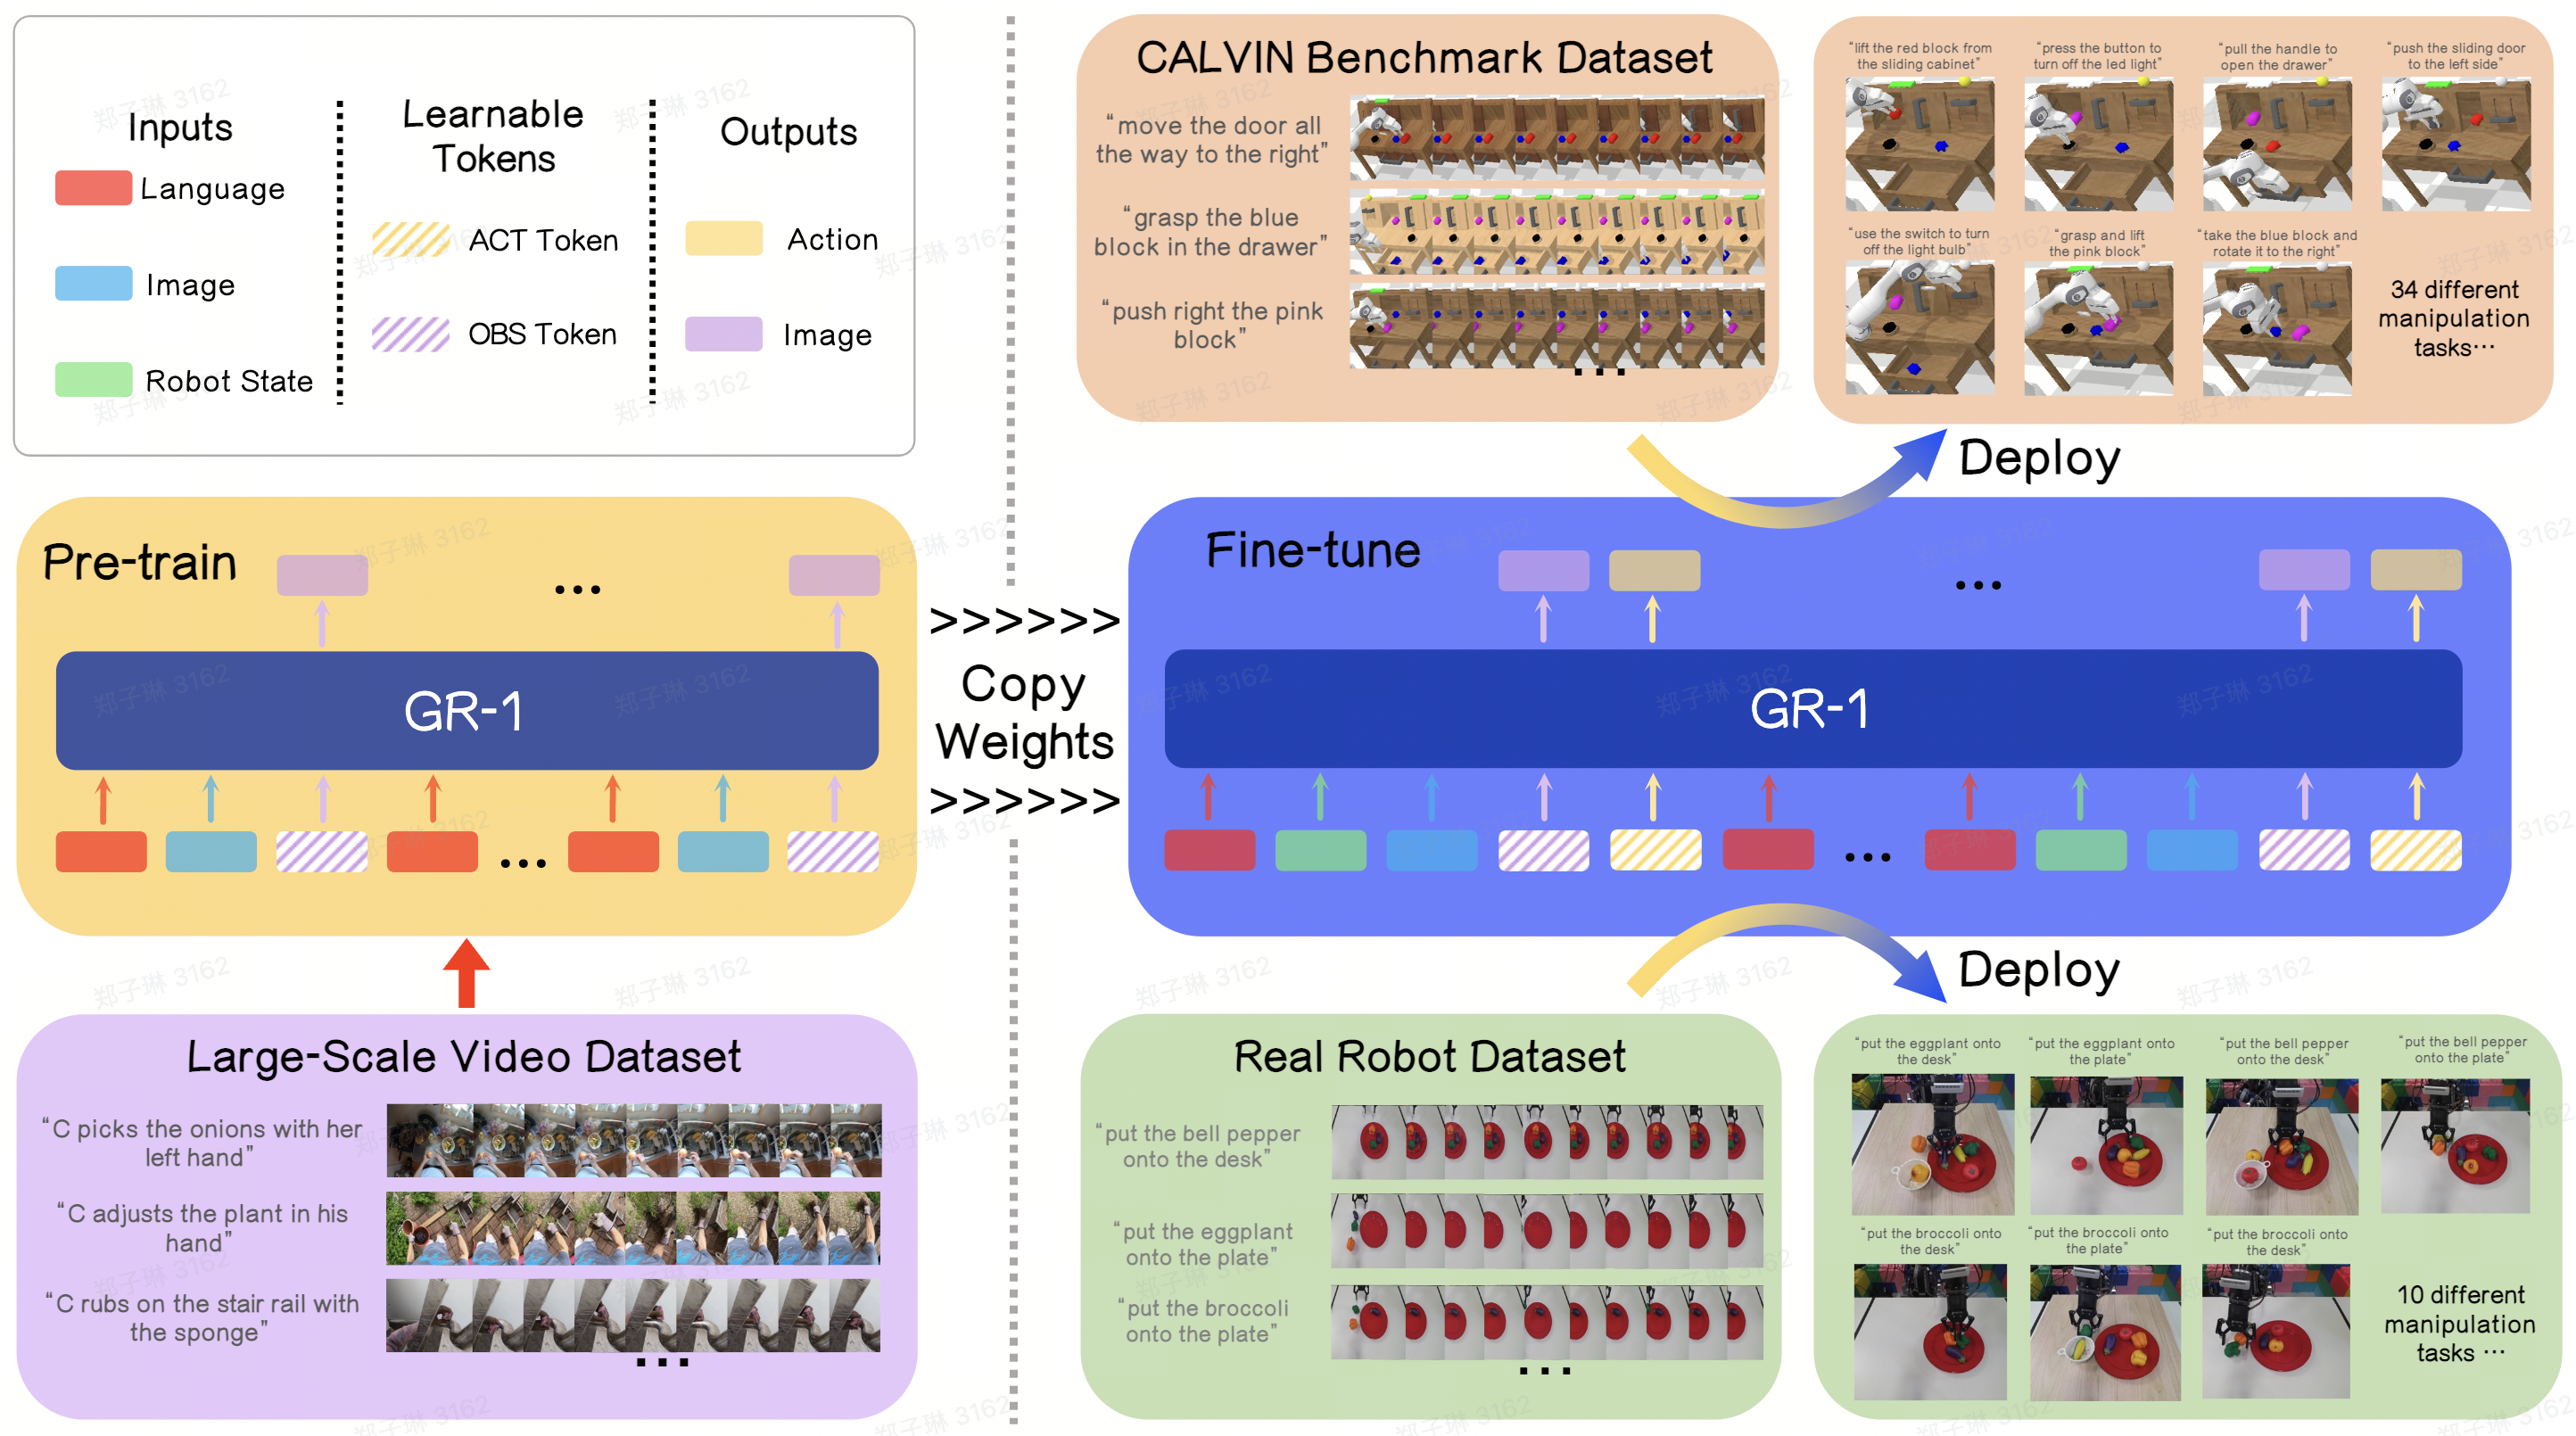 Inputs
Language
Image
Robot State
Learnable
Tokens
ACT Token
OBS Token
Outputs
Action
Image
CALVIN Benchmark Dataset
“move the door all
the way to the right”
“grasp the blue
block in the drawer”
“push right the pink
block”
...
“lift the red block from
the sliding cabinet”
“press the button to
turn off the led light”
“pull the handle to
open the drawer”
“push the sliding door
to the left side”
“use the switch to turn
off the light bulb”
“grasp and lift
the pink block”
“take the blue block and
rotate it to the right”
34 different
manipulation
tasks...
Deploy
Pre-train
...
GR-1
...
>>>>>>
Copy
Weights
>>>>>>
Fine-tune
...
GR-1
...
Deploy
Large-Scale Video Dataset
“C picks the onions with her
left hand”
“C adjusts the plant in his
hand”
“C rubs on the stair rail with
the sponge”
...
Real Robot Dataset
“put the bell pepper
onto the desk”
“put the eggplant
onto the plate”
“put the broccoli
onto the plate”
...
“put the eggplant onto
the desk”
“put the eggplant onto
the plate”
“put the bell pepper
onto the desk”
“put the bell pepper
onto the plate”
“put the broccoli onto
the desk”
“put the broccoli onto
the plate”
“put the broccoli onto
the desk”
10 different
manipulation
tasks ...
郑子琳 3162